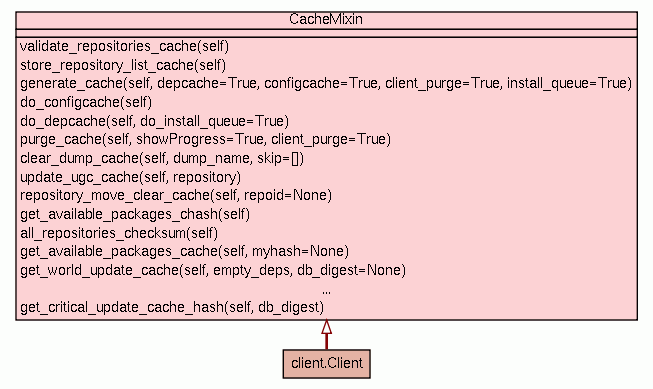 CacheMixin
validate_repositories_cache(self)
store_repository_list_cache(self)
generate_cache(self, depcache=True, configcache=True, client_purge=True, install_queue=True)
do_configcache(self)
do_depcache(self, do_install_queue=True)
purge_cache(self, showProgress=True, client_purge=True)
clear_dump_cache(self, dump_name, skip=[])
update_ugc_cache(self, repository)
repository_move_clear_cache(self, repoid=None)
get_available_packages_chash(self)
all_repositories_checksum(self)
get_available_packages_cache(self, myhash=None)
get_world_update_cache(self, empty_deps, db_digest=None)
...
get_critical_update_cache_hash(self, db_digest)
client.Client